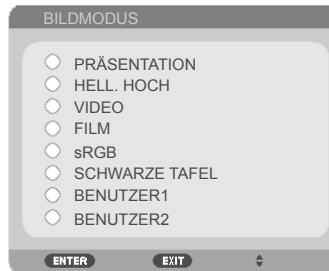 BILDMODUS
PRÄSENTATION
HELL. HOCH
VIDEO
FILM
sRGB
SCHWARZE TAFEL
BENUTZER1
BENUTZER2
ENTER EXIT